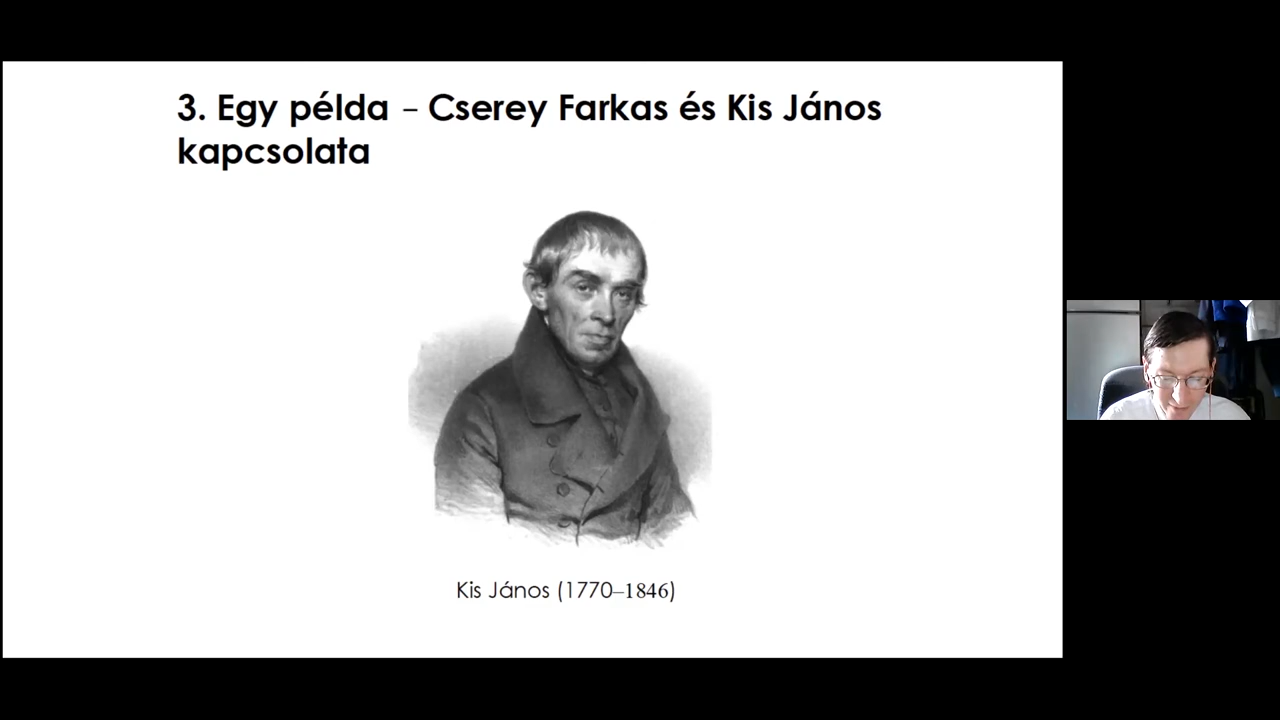 3. Egy példa – Cserey Farkas és Kis János
kapcsolata
Kis János (1770–1846)